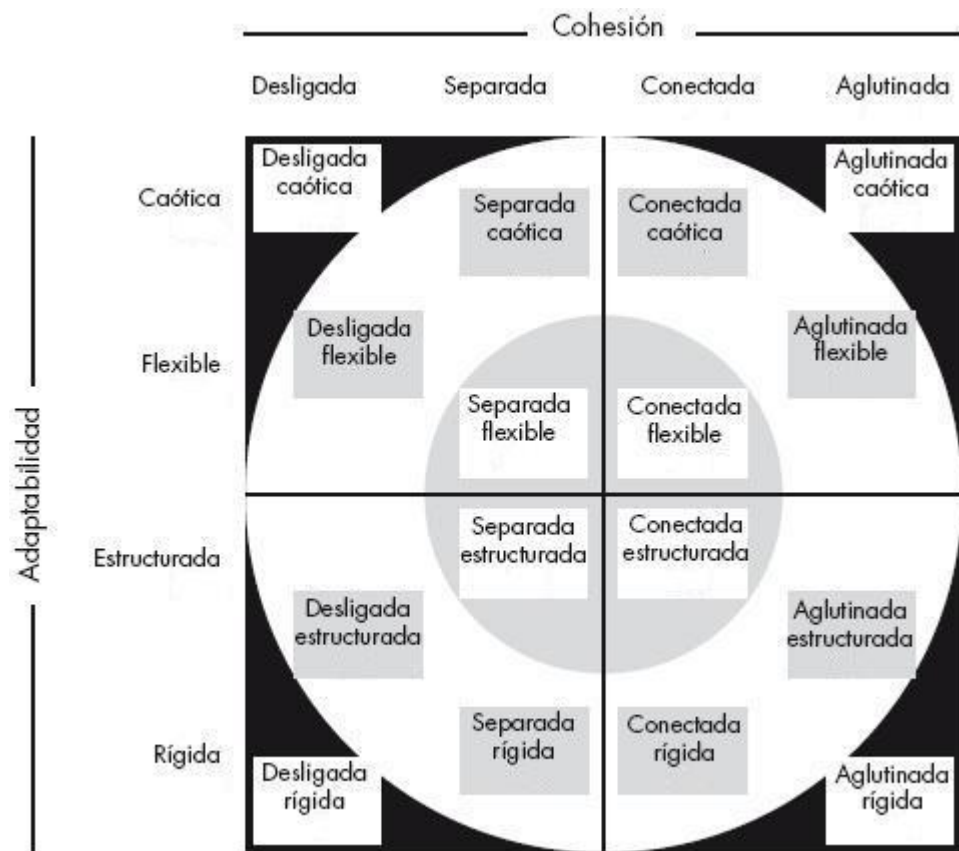 Cohesión
Desligada Separada Conectada Aglutinada
Adaptabilidad
Caótica
Desligada
caótica
Separada
caótica
Conectada
caótica
Aglutinada
caótica
Flexible
Desligada
flexible
Separada
flexible
Conectada
flexible
Aglutinada
flexible
Estructurada
Desligada
estructurada
Separada
estructurada
Conectada
estructurada
Aglutinada
estructurada
Rígida
Desligada
rígida
Separada
rígida
Conectada
rígida
Aglutinada
rígida